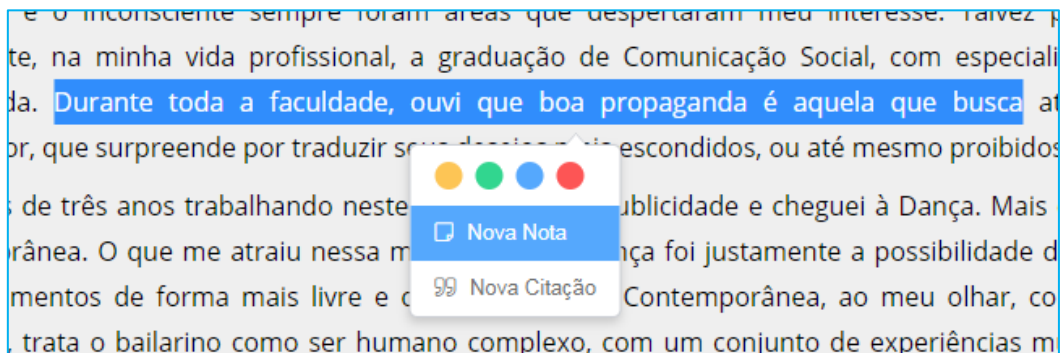 e o inconsciente sempre foram áreas que despertaram meu interesse. Talvez
te, na minha vida profissional, a graduação de Comunicação Social, com especiali
da. Durante toda a faculdade, ouvi que boa propaganda é aquela que busca at
or, que surpreende por traduzir seus desejos mais escondidos, ou até mesmo proibidos
de três anos trabalhando neste ublicidade e cheguei à Dança. Mais
Nova Nota
rânea. O que me atraiu nessa m nça foi justamente a possibilidade d
Nova Citação
mentos de forma mais livre e c Contemporânea, ao meu olhar, co
, trata o bailarino como ser humano complexo, com um conjunto de experiências m